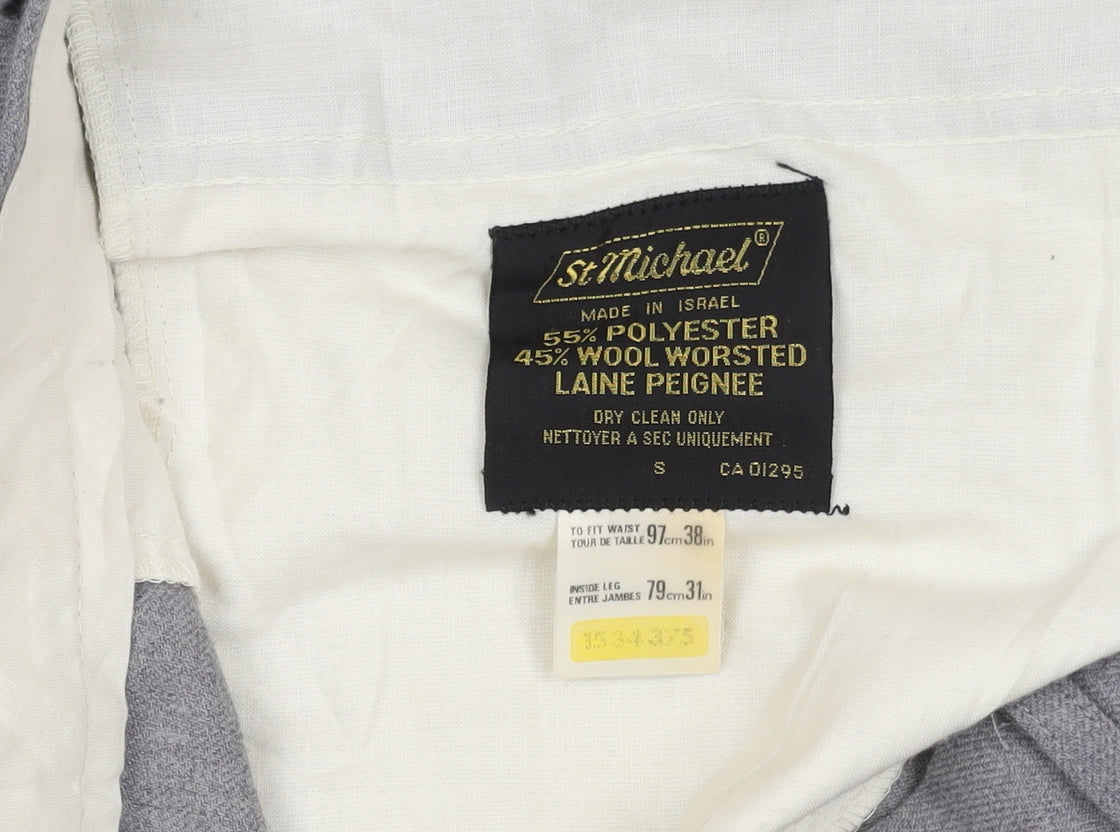 St Michael®
MADE IN ISRAEL
55% POLYESTER
45% WOOL WORSTED
LAINE PEIGNEE
DRY CLEAN ONLY
NETTOYER A SEC UNIQUEMENT
S CA 01295
TO FIT WAIST
TOUR DE TAILLE 97cm 38in
INSIDE LEG
ENTRE JAMBES 79cm 31in